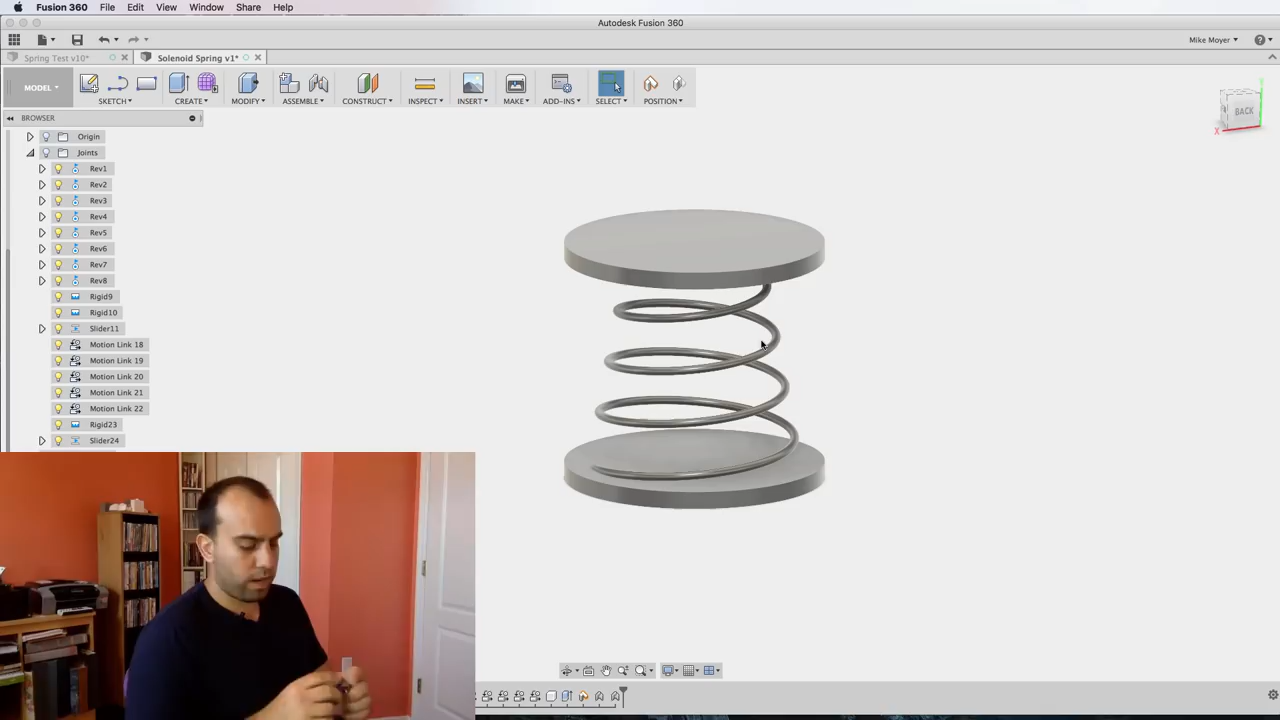 Fusion 360 File Edit View Window Share Help
Autodesk Fusion 360
Mike Moyer
Spring Test v10*
Solenoid Spring v1*
MODEL
SKETCH CREATE MODIFY ASSEMBLE CONSTRUCT INSPECT INSERT MAKE ADD-INS SELECT POSITION
BROWSER
BACK
X
Origin
Joints
Rev1
Rev2
Rev3
Rev4
Rev5
Rev6
Rev7
Rev8
Rigid9
Rigid10
Slider11
Motion Link 18
Motion Link 19
Motion Link 20
Motion Link 21
Motion Link 22
Rigid23
Slider24